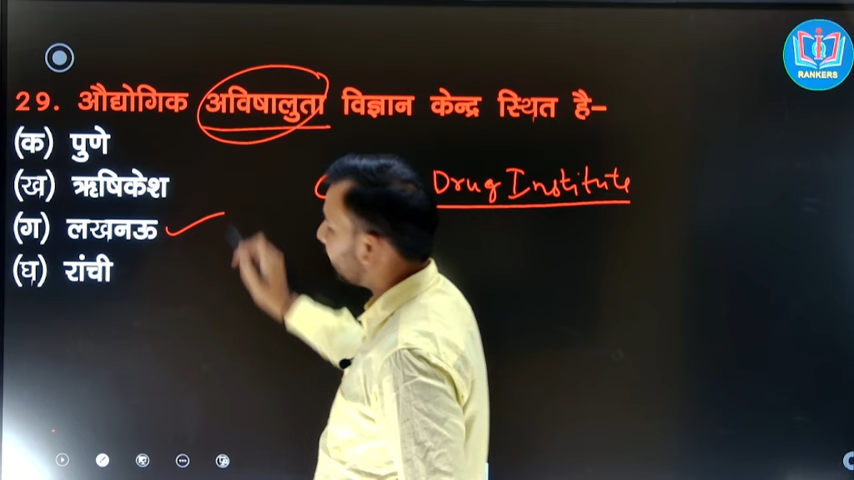 RANKERS
29. औद्योगिक अविषालुता विज्ञान केन्द्र स्थित है-
(क) पुणे
(ख) ऋषिकेश
Drug Institute
(ग) लखनऊ
(घ) रांची